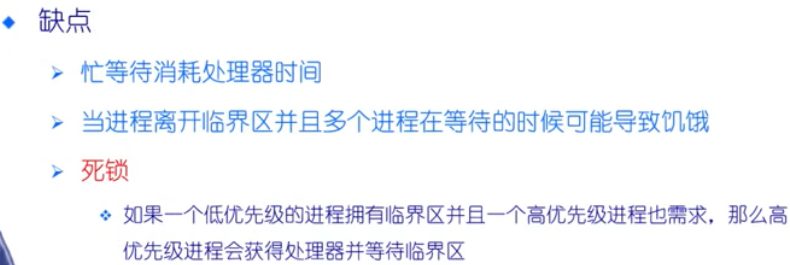 缺点
忙等待消耗处理器时间
当进程离开临界区并且多个进程在等待的时候可能导致饥饿
死锁
如果一个低优先级的进程拥有临界区并且一个高优先级进程也需求，那么高
优先级进程会获得处理器并等待临界区